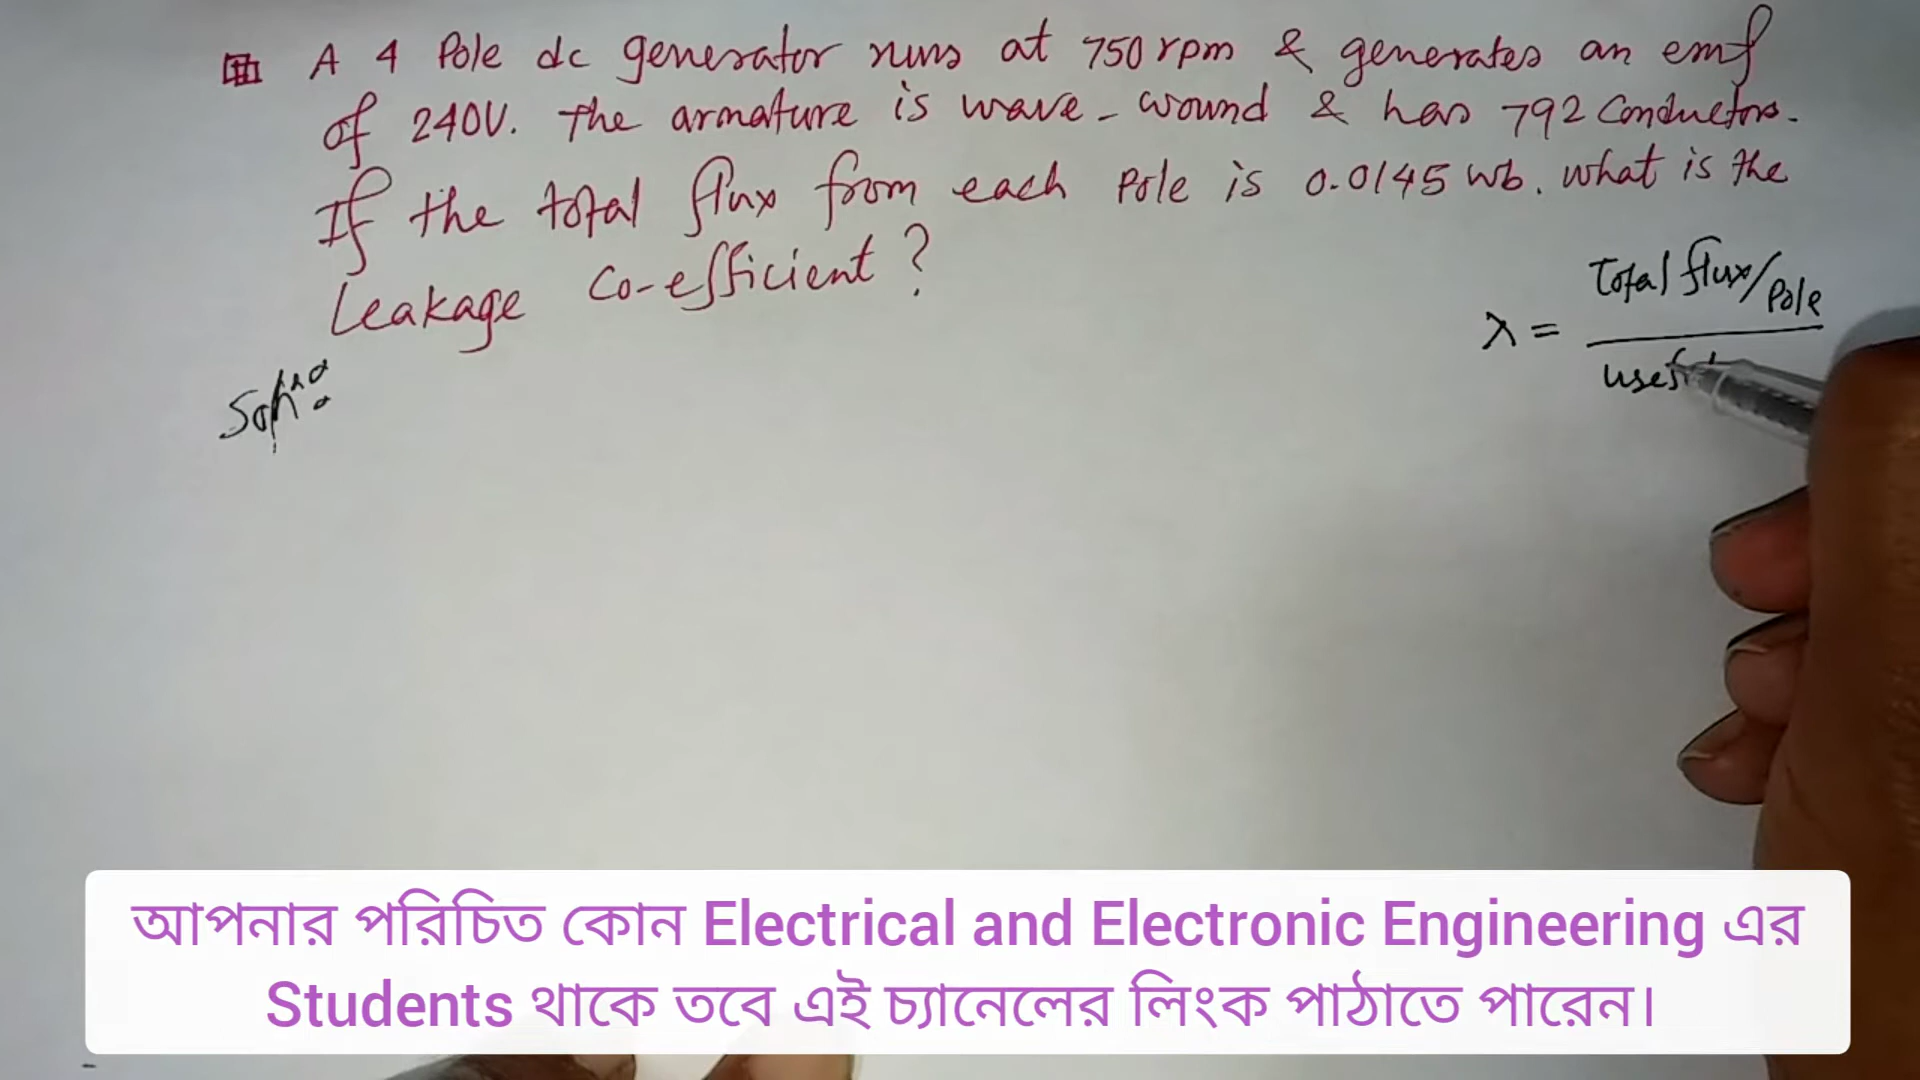 A 4 Pole dc generator runs at 750 rpm & generates an emf
of 240V. The armature is wave-wound & has 792 Conductors.
If the total flux from each Pole is 0.0145 wb. what is the
Leakage Co-efficient?
Total flux/Pole
λ =
Soln:
আপনার পরিচিত কোন Electrical and Electronic Engineering এর
Students থাকে তবে এই চ্যানেলের লিংক পাঠাতে পারেন।